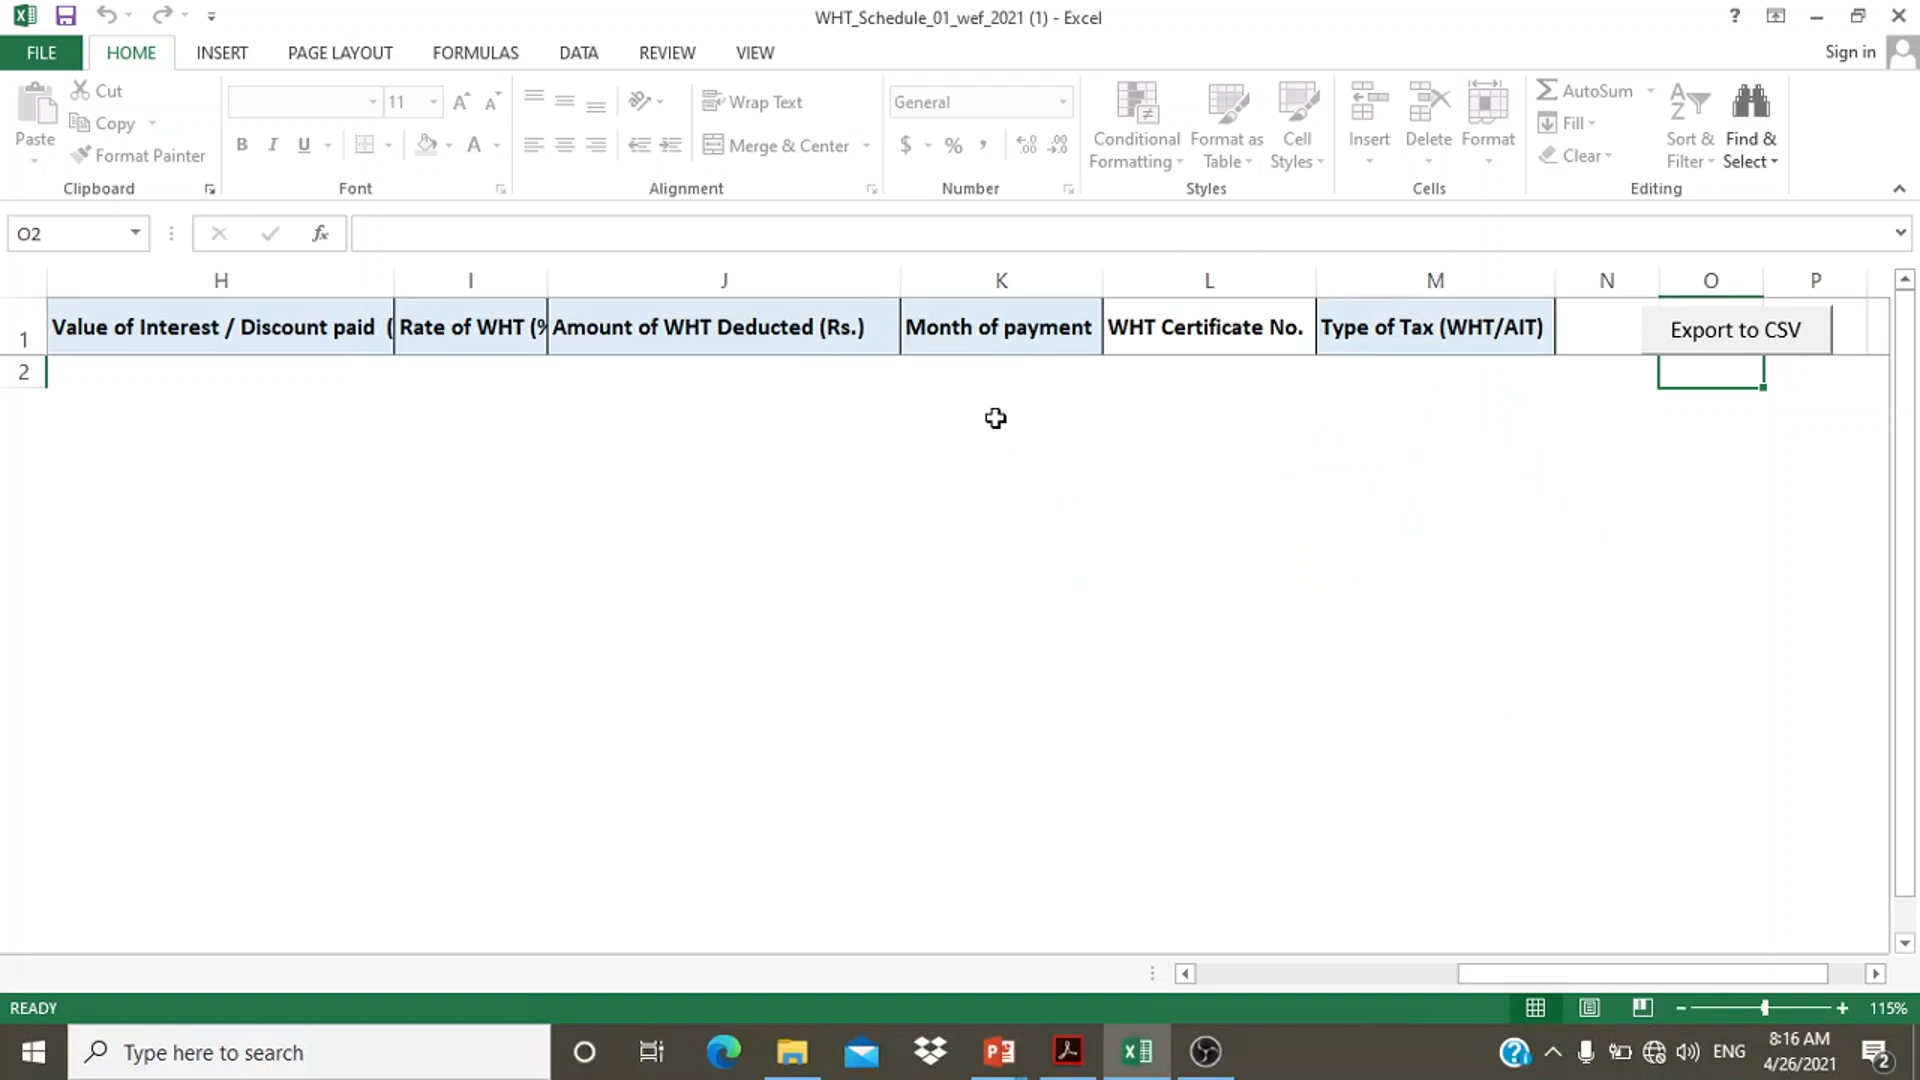 WHT_Schedule_01_wef_2021 (1) - Excel
?
FILE HOME INSERT PAGE LAYOUT FORMULAS DATA REVIEW VIEW Sign in
Paste
Cut
Copy
Format Painter
Clipboard
11
B I U
Font
Wrap Text
Merge & Center
Alignment
General
$ % ,
Number
Conditional Formatting
Format as Table
Cell Styles
Styles
Insert
Delete
Format
Cells
AutoSum
Fill
Clear
Sort & Filter
Find & Select
Editing
O2
fx
H I J K L M N O P
1 Value of Interest / Discount paid ( Rate of WHT (% Amount of WHT Deducted (Rs.) Month of payment WHT Certificate No. Type of Tax (WHT/AIT) Export to CSV
2
READY
115%
Type here to search
ENG
8:16 AM
4/26/2021
2